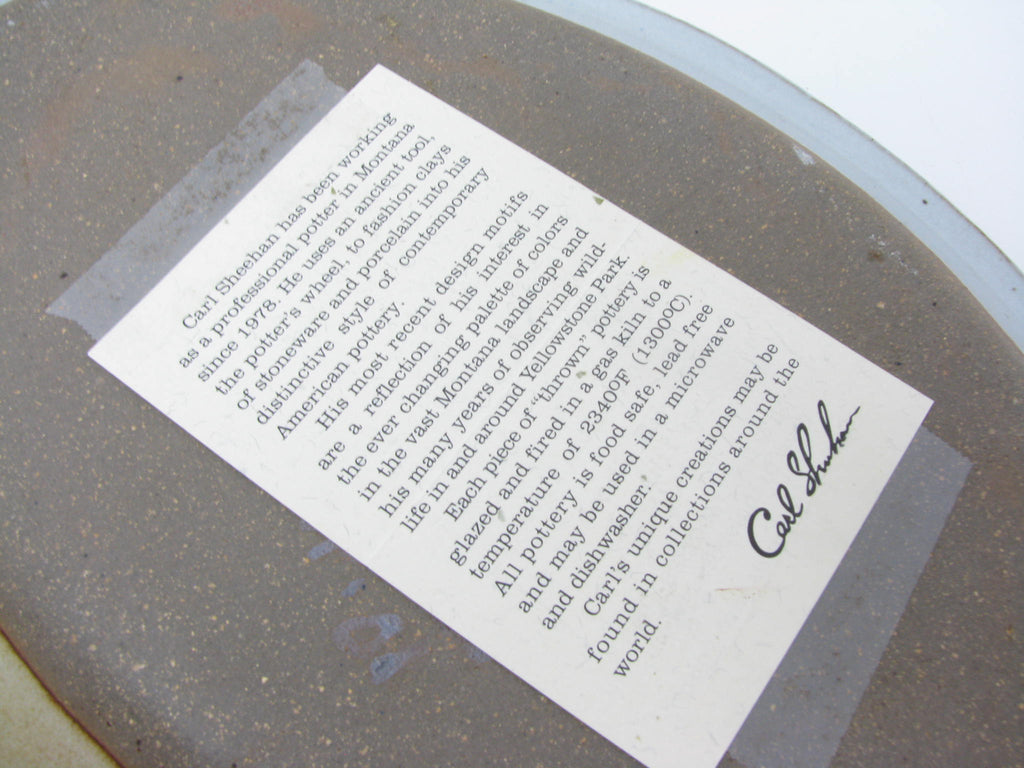 Carl Sheehan has been working
as a professional potter in Montana
since 1978. He uses an ancient tool,
the potter's wheel, to fashion clays
of stoneware and porcelain into his
distinctive style of contemporary
American pottery.
His most recent design motifs
are a reflection of his interest in
the ever changing palette of colors
in the vast Montana landscape and
his many years of observing wild-
life in and around Yellowstone Park.
Each piece of "thrown" pottery is
glazed and fired in a gas kiln to a
temperature of 2340ºF (1300ºC).
All pottery is food safe, lead free
and may be used in a microwave
and dishwasher.
Carl's unique creations may be
found in collections around the
world.
Carl Sheehan